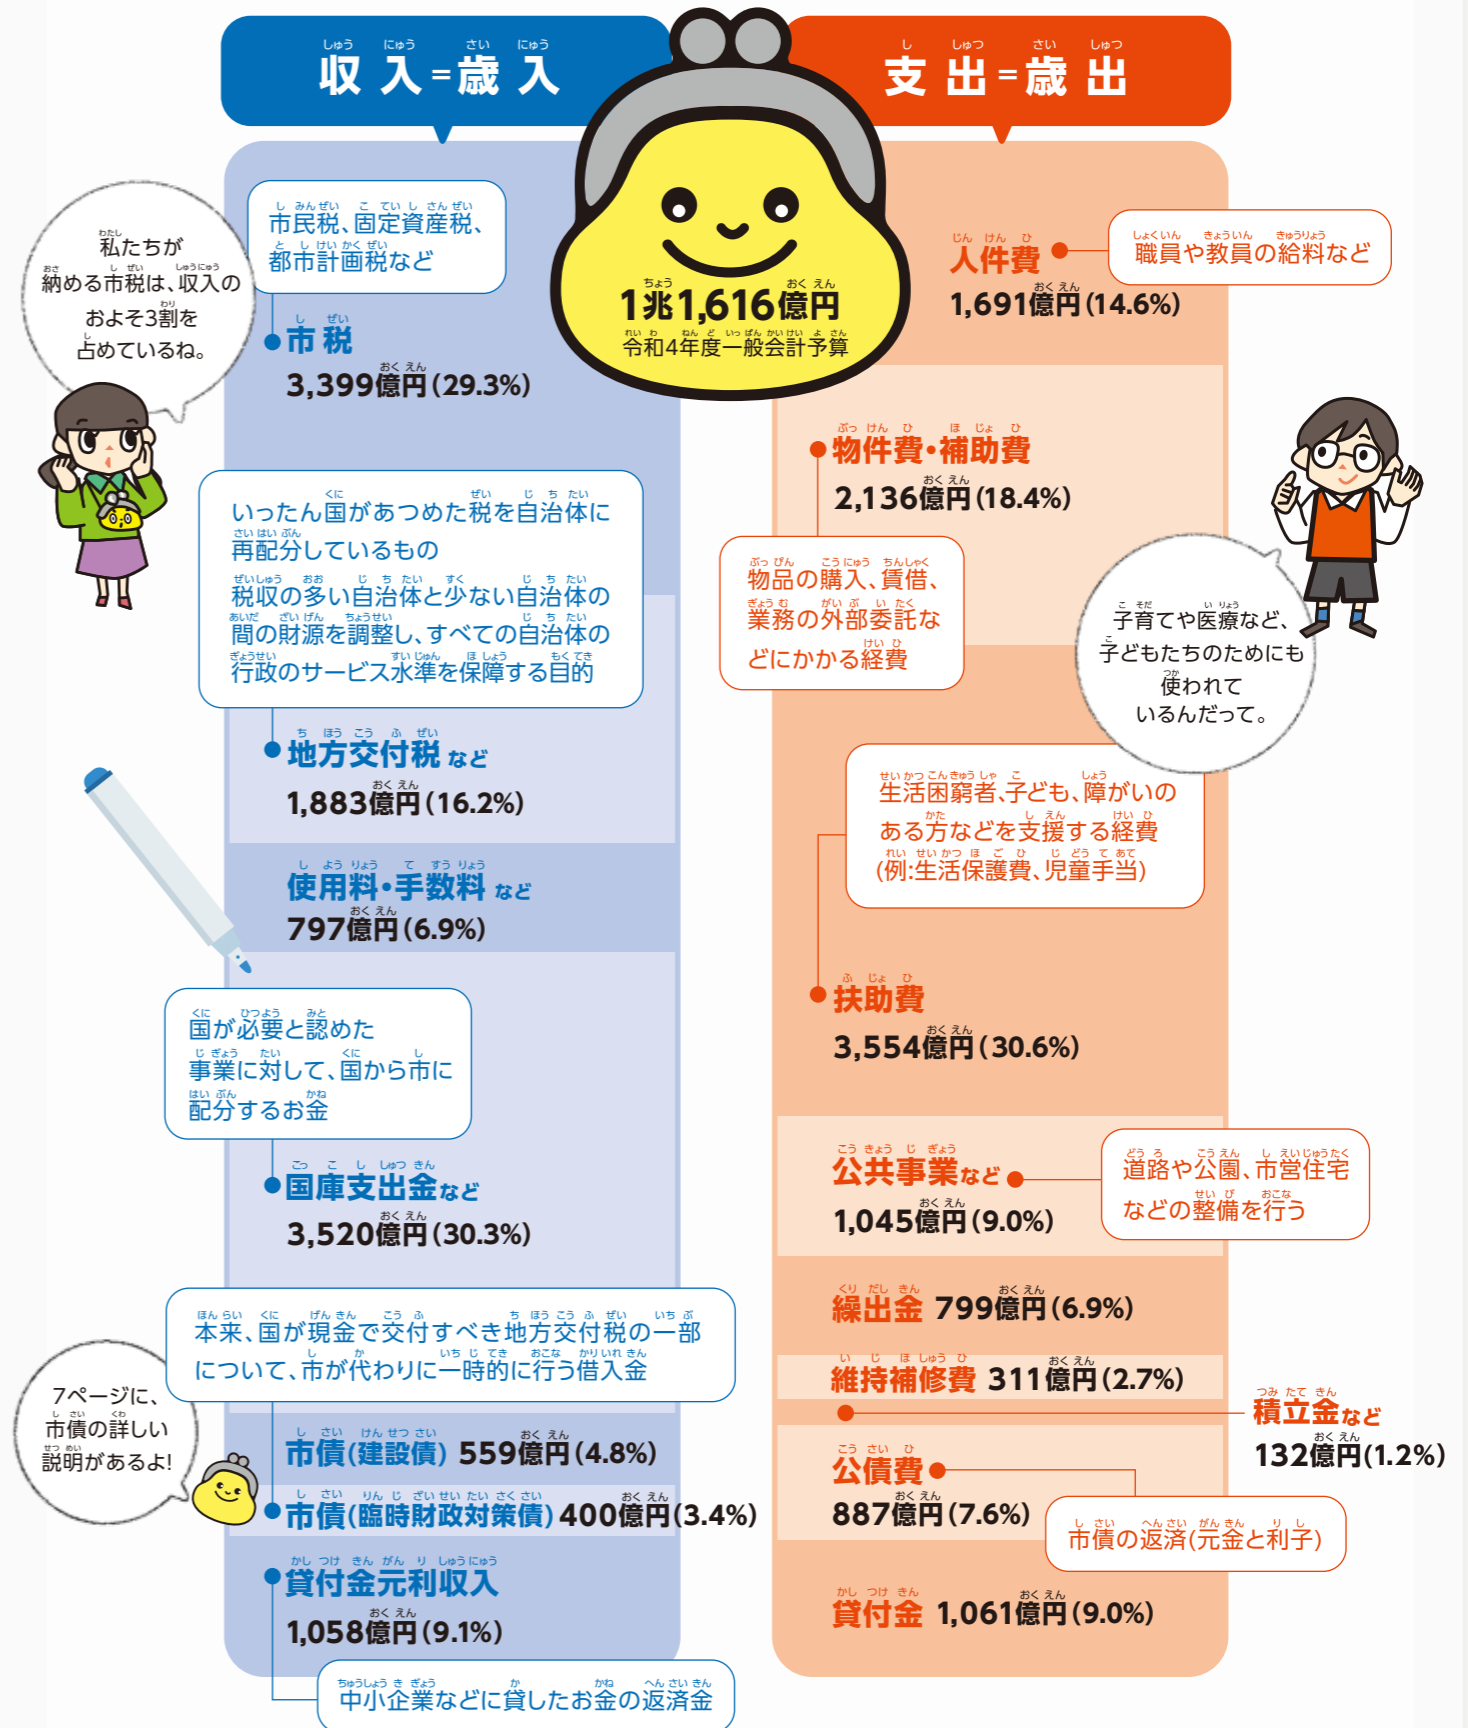 収入=歳入
支出=歳出
1兆1,616億円
令和4年度一般会計予算
私たちが
納める市税は、収入の
およそ3割を
占めているね。
市民税、固定資産税、
都市計画税など
市税
3,399億円(29.3%)
いったん国があつめた税を自治体に
再配分しているもの
税収の多い自治体と少ない自治体の
間の財源を調整し、すべての自治体の
行政のサービス水準を保障する目的
地方交付税など
1,883億円(16.2%)
使用料・手数料など
797億円(6.9%)
国が必要と認めた
事業に対して、国から市に
配分するお金
国庫支出金など
3,520億円(30.3%)
本来、国が現金で交付すべき地方交付税の一部
について、市が代わりに一時的に行う借入金
7ページに、
市債の詳しい
説明があるよ!
市債(建設債) 559億円(4.8%)
市債(臨時財政対策債) 400億円(3.4%)
貸付金元利収入
1,058億円(9.1%)
中小企業などに貸したお金の返済金
人件費
1,691億円(14.6%)
職員や教員の給料など
物件費・補助費
2,136億円(18.4%)
物品の購入、賃借、
業務の外部委託な
どにかかる経費
子育てや医療など、
子どもたちのためにも
使われて
いるんだって。
生活困窮者、子ども、障がいの
ある方などを支援する経費
(例:生活保護費、児童手当)
扶助費
3,554億円(30.6%)
公共事業など
1,045億円(9.0%)
道路や公園、市営住宅
などの整備を行う
繰出金 799億円(6.9%)
維持補修費 311億円(2.7%)
積立金など
132億円(1.2%)
公債費
887億円(7.6%)
市債の返済(元金と利子)
貸付金 1,061億円(9.0%)